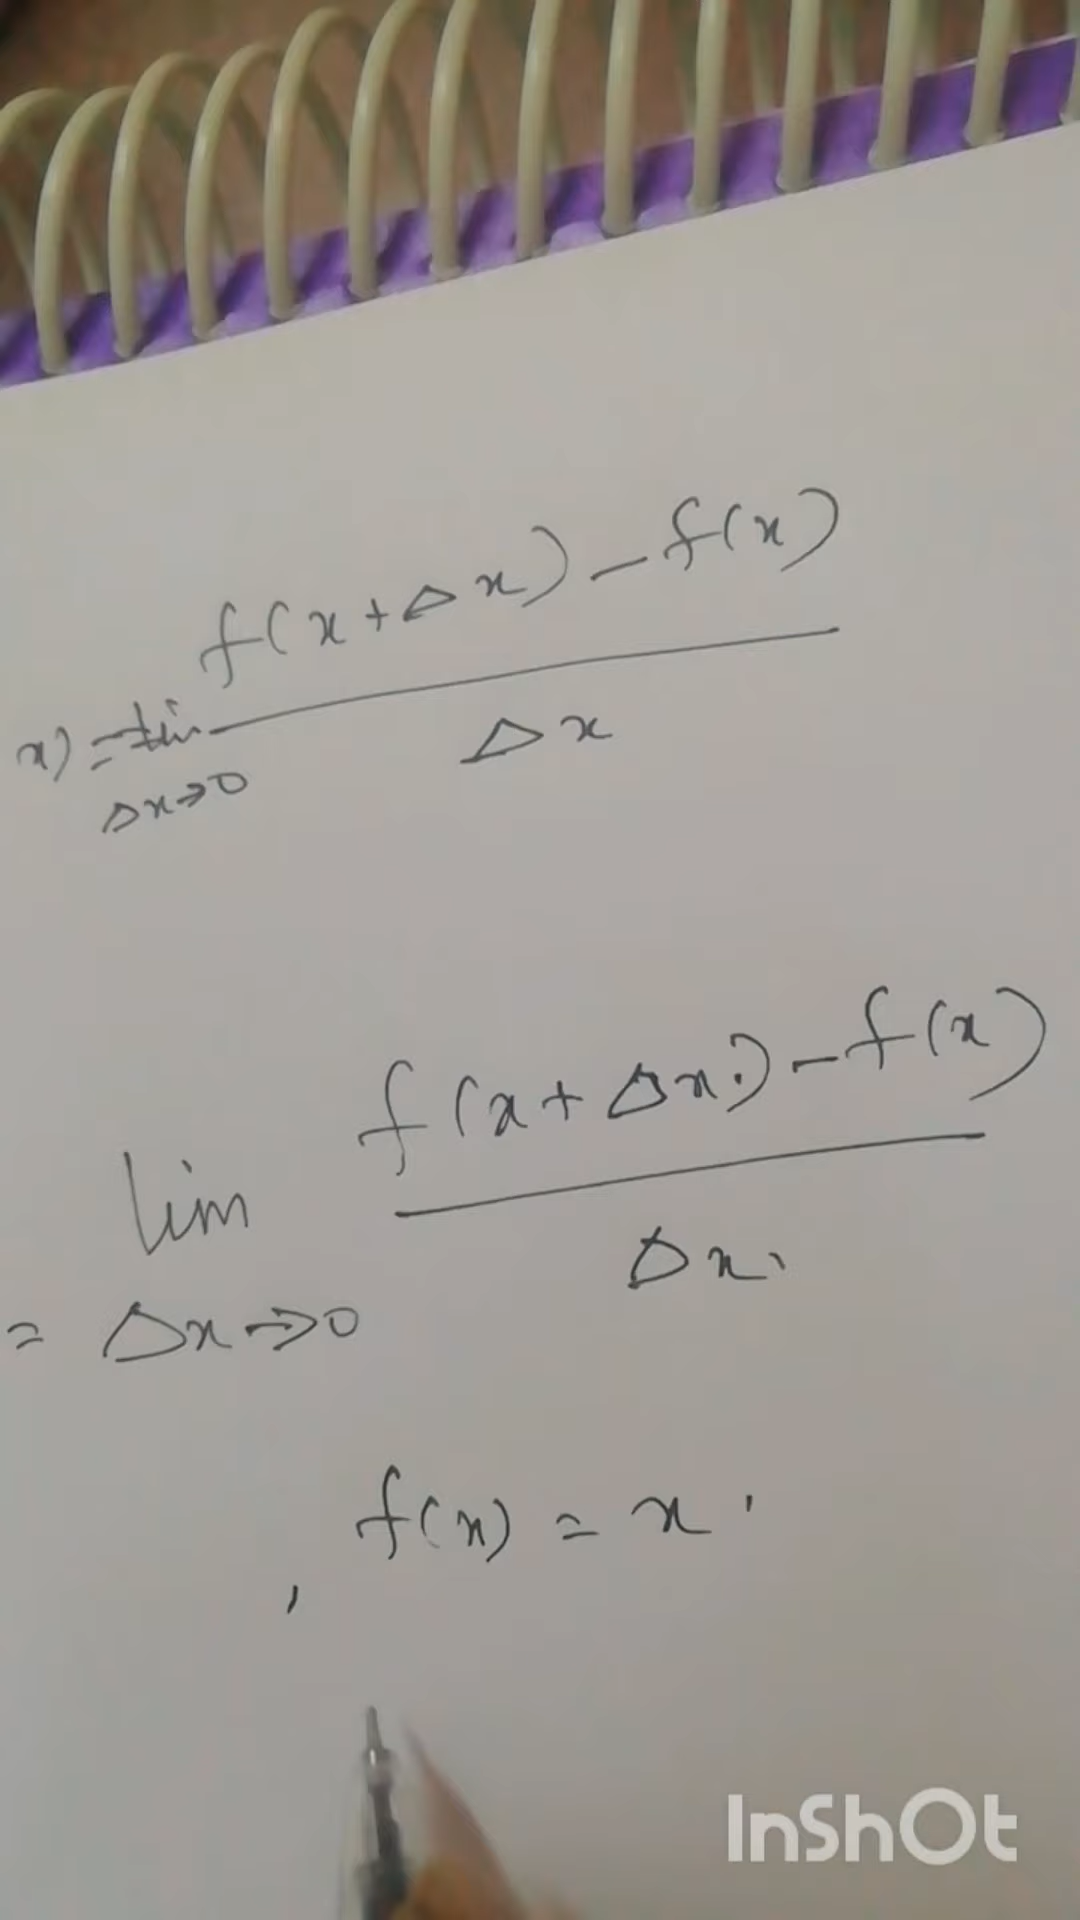 f(x+Δx)-f(x)
x)=lim
Δx
Δx→0
f(x+Δx)-f(x)
lim
Δx
= Δx→0
, f(x) = x
InShOt